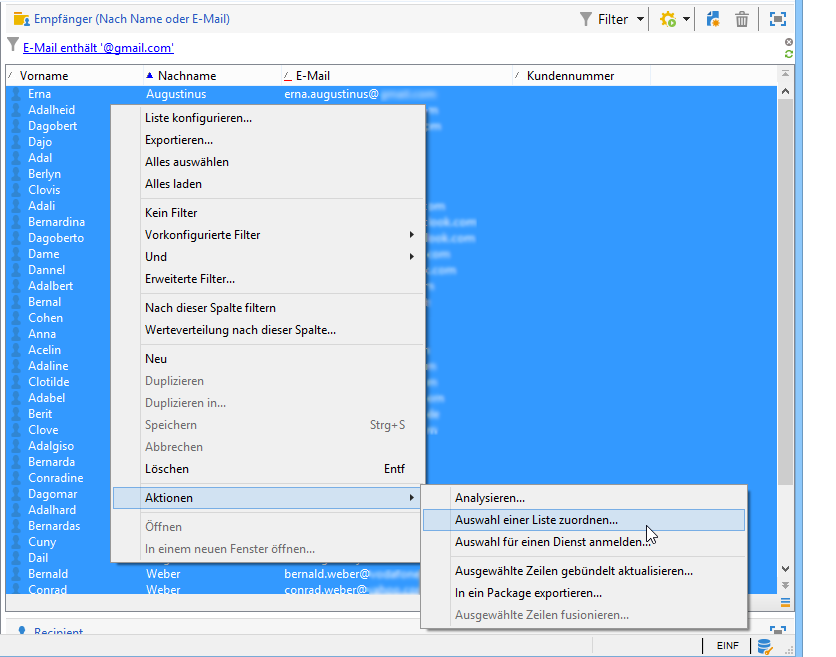 Empfänger (Nach Name oder E-Mail)
Filter
E-Mail enthält '@gmail.com'
Vorname Nachname E-Mail Kundennummer
Erna Augustinus erna.augustinus@
Adalheid
Dagobert
Dajo
Adal
Berlyn
Clovis
Adali
Bernardina
Dagoberto
Dame
Dannel
Adalbert
Bernal
Cohen
Anna
Acelin
Adaline
Clotilde
Adabel
Berit
Clove
Adalgiso
Bernarda
Conradine
Dagomar
Adalhard
Bernardas
Cuny
Dail
Bernald Weber bernald.weber@
Conrad Weber conrad.weber@
Liste konfigurieren...
Exportieren...
Alles auswählen
Alles laden
Kein Filter
Vorkonfigurierte Filter
Und
Erweiterte Filter...
Nach dieser Spalte filtern
Werteverteilung nach dieser Spalte...
Neu
Duplizieren
Duplizieren in...
Speichern Strg+S
Abbrechen
Löschen Entf
Aktionen
Öffnen
In einem neuen Fenster öffnen...
Analysieren...
Auswahl einer Liste zuordnen...
Auswahl für einen Dienst anmelden...
Ausgewählte Zeilen gebündelt aktualisieren...
In ein Package exportieren...
Ausgewählte Zeilen fusionieren...
Recipient
EINF